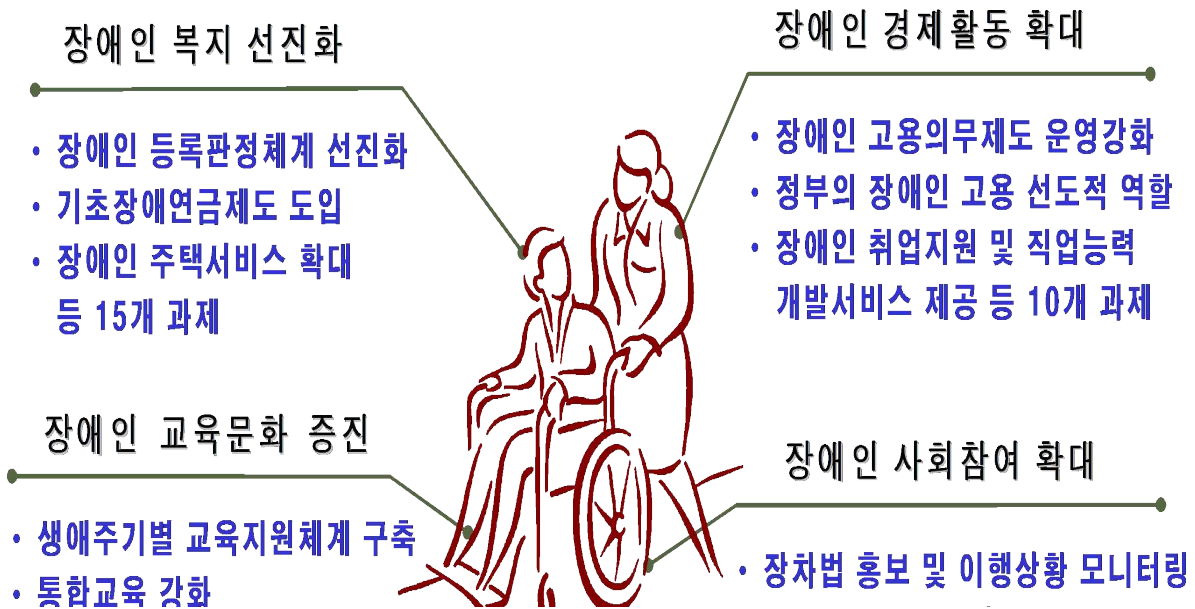 장애인 복지 선진화
• 장애인 등록판정체계 선진화
• 기초장애연금제도 도입
• 장애인 주택서비스 확대
등 15개 과제
장애인 경제활동 확대
• 장애인 고용의무제도 운영강화
• 정부의 장애인 고용 선도적 역할
• 장애인 취업지원 및 직업능력
개발서비스 제공 등 10개 과제
장애인 교육문화 증진
• 생애주기별 교육지원체계 구축
• 통합교육 강화
장애인 사회참여 확대
• 장차법 홍보 및 이행상황 모니터링